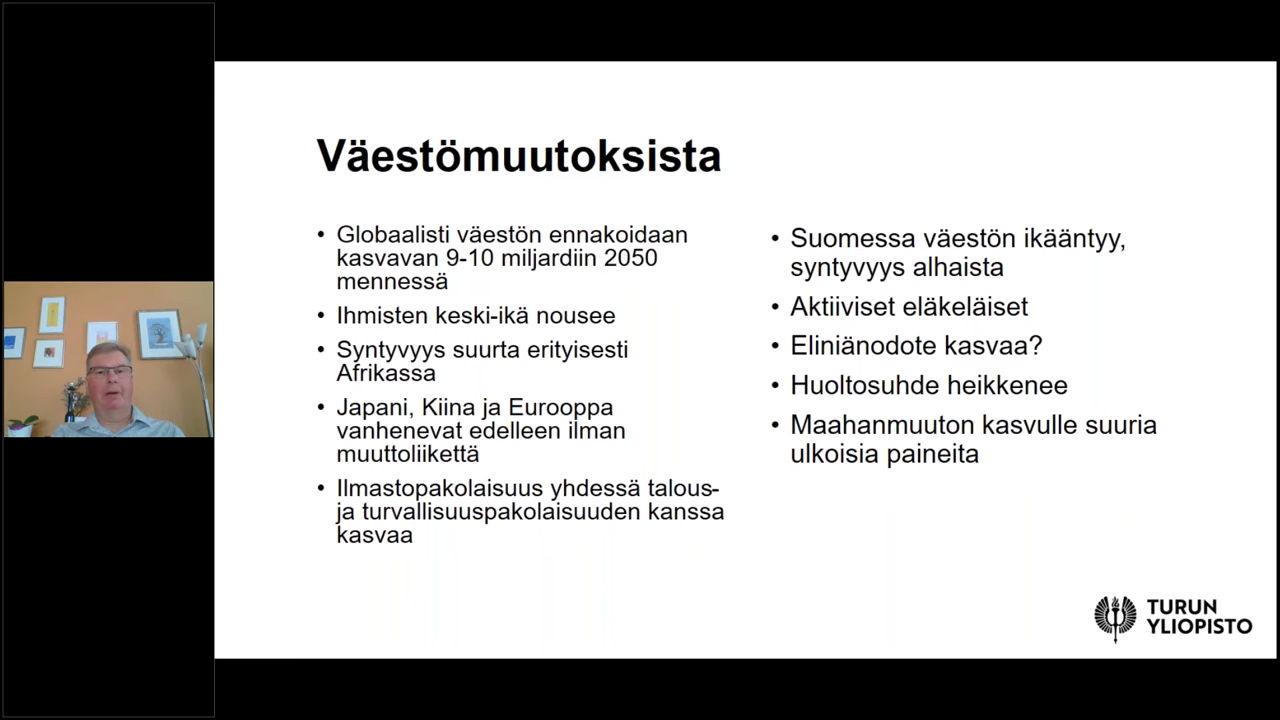 Väestömuutoksista
• Globaalisti väestön ennakoidaan
kasvavan 9-10 miljardiin 2050
mennessä
• Ihmisten keski-ikä nousee
• Syntyvyys suurta erityisesti
Afrikassa
• Japani, Kiina ja Eurooppa
vanhenevat edelleen ilman
muuttoliikettä
• Ilmastopakolaisuus yhdessä talous-
ja turvallisuuspakolaisuuden kanssa
kasvaa
• Suomessa väestön ikääntyy,
syntyvyys alhaista
• Aktiiviset eläkeläiset
• Eliniänodote kasvaa?
• Huoltosuhde heikkenee
• Maahanmuuton kasvulle suuria
ulkoisia paineita
TURUN
YLIOPISTO